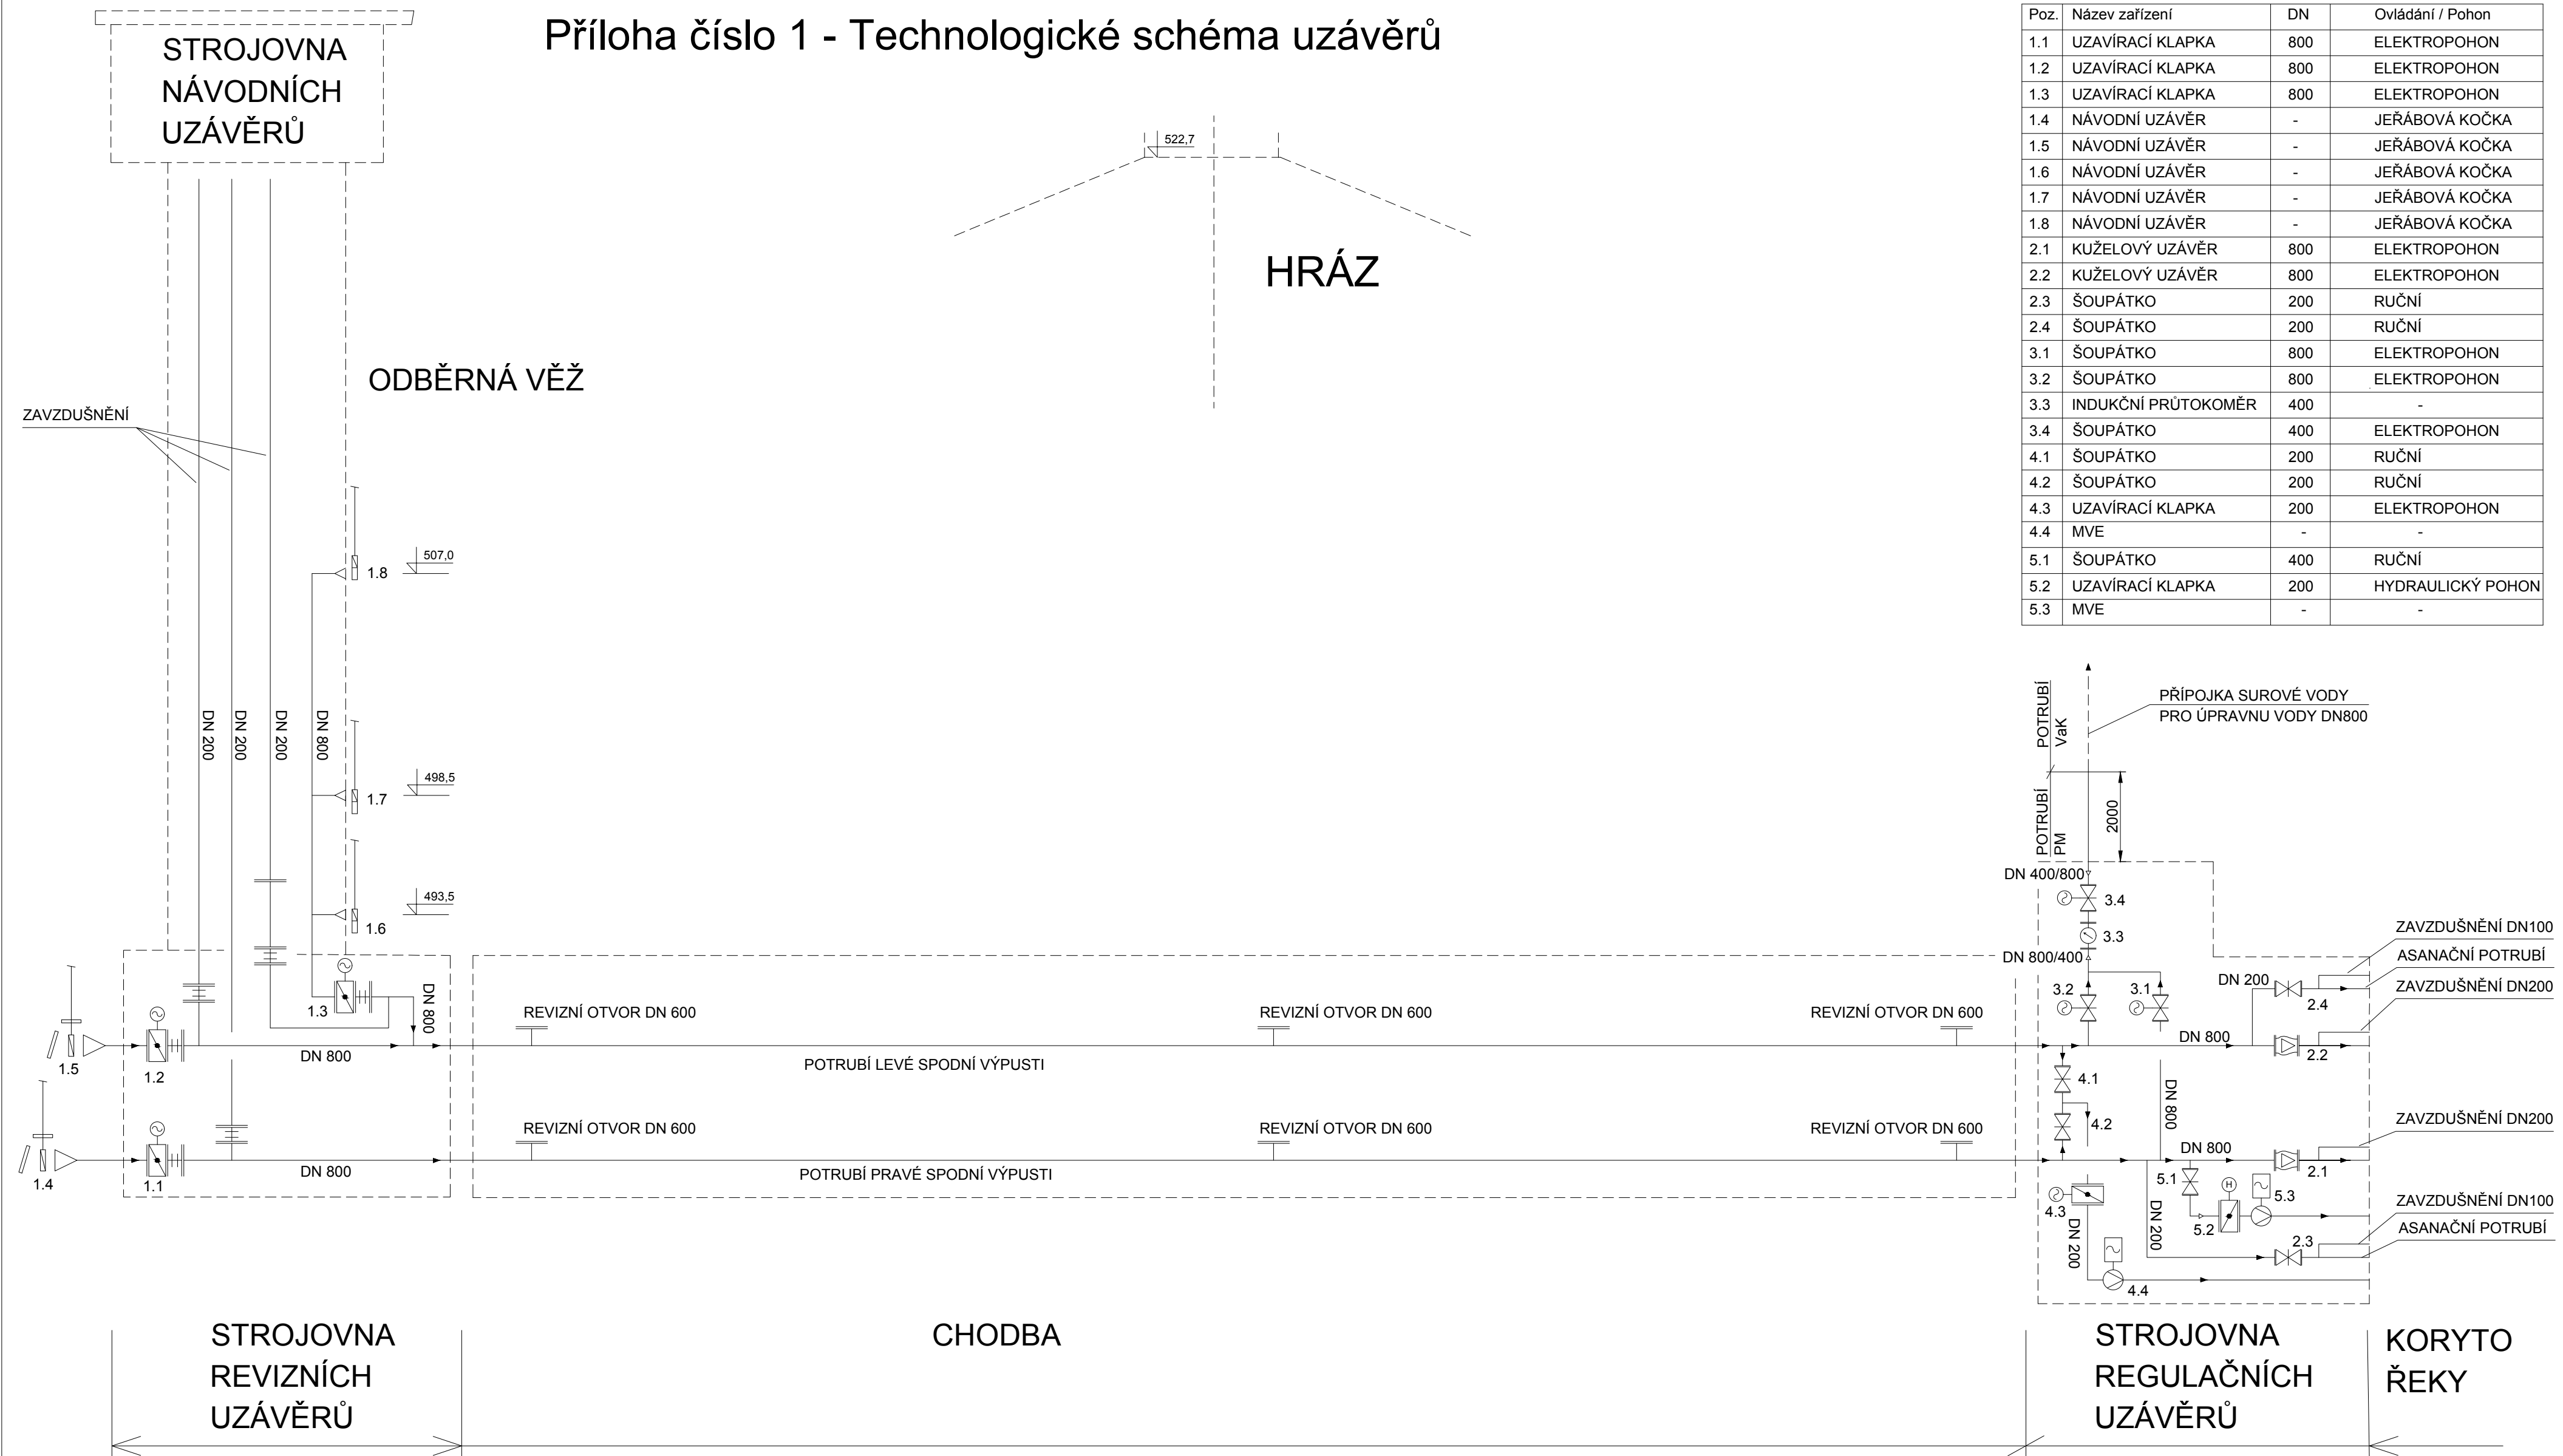 Příloha číslo 1 - Technologické schéma uzávěrů
STROJOVNA
NÁVODNÍCH
UZÁVĚRŮ
522,7
HRÁZ
ODBĚRNÁ VĚŽ
ZAVZDUŠNĚNÍ
Poz. Název zařízení DN Ovládání / Pohon
1.1 UZAVÍRACÍ KLAPKA 800 ELEKTROPOHON
1.2 UZAVÍRACÍ KLAPKA 800 ELEKTROPOHON
1.3 UZAVÍRACÍ KLAPKA 800 ELEKTROPOHON
1.4 NÁVODNÍ UZÁVĚR - JEŘÁBOVÁ KOČKA
1.5 NÁVODNÍ UZÁVĚR - JEŘÁBOVÁ KOČKA
1.6 NÁVODNÍ UZÁVĚR - JEŘÁBOVÁ KOČKA
1.7 NÁVODNÍ UZÁVĚR - JEŘÁBOVÁ KOČKA
1.8 NÁVODNÍ UZÁVĚR - JEŘÁBOVÁ KOČKA
2.1 KUŽELOVÝ UZÁVĚR 800 ELEKTROPOHON
2.2 KUŽELOVÝ UZÁVĚR 800 ELEKTROPOHON
2.3 ŠOUPÁTKO 200 RUČNÍ
2.4 ŠOUPÁTKO 200 RUČNÍ
3.1 ŠOUPÁTKO 800 ELEKTROPOHON
3.2 ŠOUPÁTKO 800 ELEKTROPOHON
3.3 INDUKČNÍ PRŮTOKOMĚR 400 -
3.4 ŠOUPÁTKO 400 ELEKTROPOHON
4.1 ŠOUPÁTKO 200 RUČNÍ
4.2 ŠOUPÁTKO 200 RUČNÍ
4.3 UZAVÍRACÍ KLAPKA 200 ELEKTROPOHON
4.4 MVE - -
5.1 ŠOUPÁTKO 400 RUČNÍ
5.2 UZAVÍRACÍ KLAPKA 200 HYDRAULICKÝ POHON
5.3 MVE - -
507,0
1.8
DN 200
DN 200
DN 200
DN 800
498,5
1.7
493,5
1.6
1.3
DN 800
1.5
1.2
DN 800
1.4
1.1
DN 800
REVIZNÍ OTVOR DN 600
REVIZNÍ OTVOR DN 600
REVIZNÍ OTVOR DN 600
POTRUBÍ LEVÉ SPODNÍ VÝPUSTI
REVIZNÍ OTVOR DN 600
REVIZNÍ OTVOR DN 600
REVIZNÍ OTVOR DN 600
POTRUBÍ PRAVÉ SPODNÍ VÝPUSTI
POTRUBÍ
VaK
PŘÍPOJKA SUROVÉ VODY
PRO ÚPRAVNU VODY DN800
POTRUBÍ
PM
2000
DN 400/800
3.4
3.3
DN 800/400
3.2
3.1
DN 200
2.4
ZAVZDUŠNĚNÍ DN100
ASANAČNÍ POTRUBÍ
ZAVZDUŠNĚNÍ DN200
DN 800
2.2
4.1
DN 800
4.2
ZAVZDUŠNĚNÍ DN200
DN 800
2.1
5.1
H
5.3
5.2
4.3
DN 200
DN 200
2.3
ZAVZDUŠNĚNÍ DN100
ASANAČNÍ POTRUBÍ
4.4
STROJOVNA
REVIZNÍCH
UZÁVĚRŮ
CHODBA
STROJOVNA
REGULAČNÍCH
UZÁVĚRŮ
KORYTO
ŘEKY